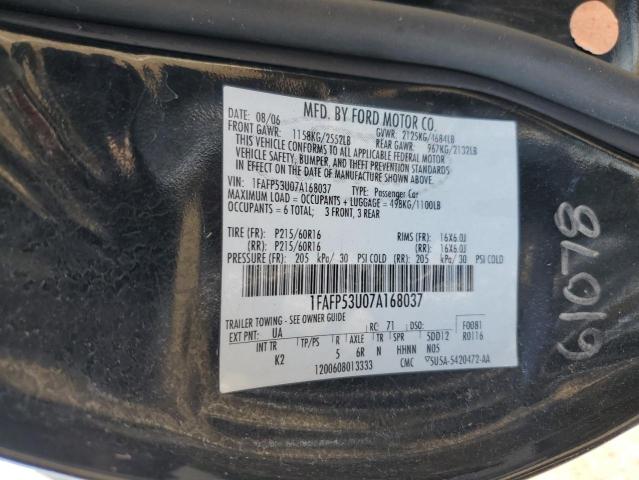 MFD. BY FORD MOTOR CO.
DATE: 08/06 GVWR: 2125KG/4684LB
FRONT GAWR: 1158KG/2552LB REAR GAWR: 967KG/2132LB
THIS VEHICLE CONFORMS TO ALL APPLICABLE FEDERAL MOTOR
VEHICLE SAFETY, BUMPER, AND THEFT PREVENTION STANDARDS
IN EFFECT ON THE DATE OF MANUFACTURE SHOWN ABOVE.
VIN: 1FAFP53U07A168037 TYPE: Passenger Car
MAXIMUM LOAD = OCCUPANTS + LUGGAGE = 498KG/1100LB
OCCUPANTS = 6 TOTAL; 3 FRONT, 3 REAR
TIRE (FR): P215/60R16 RIMS (FR): 16X6.0J
(RR): P215/60R16 (RR): 16X6.0J
PRESSURE (FR): 205 kPa/ 30 PSI COLD (RR): 205 kPa/ 30 PSI COLD
1FAFP53U07A168037
TRAILER TOWING - SEE OWNER GUIDE
EXT PNT: UA RC: 71 DSO: F0081
INT TR TP/PS R AXLE TR SPR 5DD12 R0116
K2 5 6R N HHNN N05
1200608013333 CMC 5U5A-5420472-AA
61078